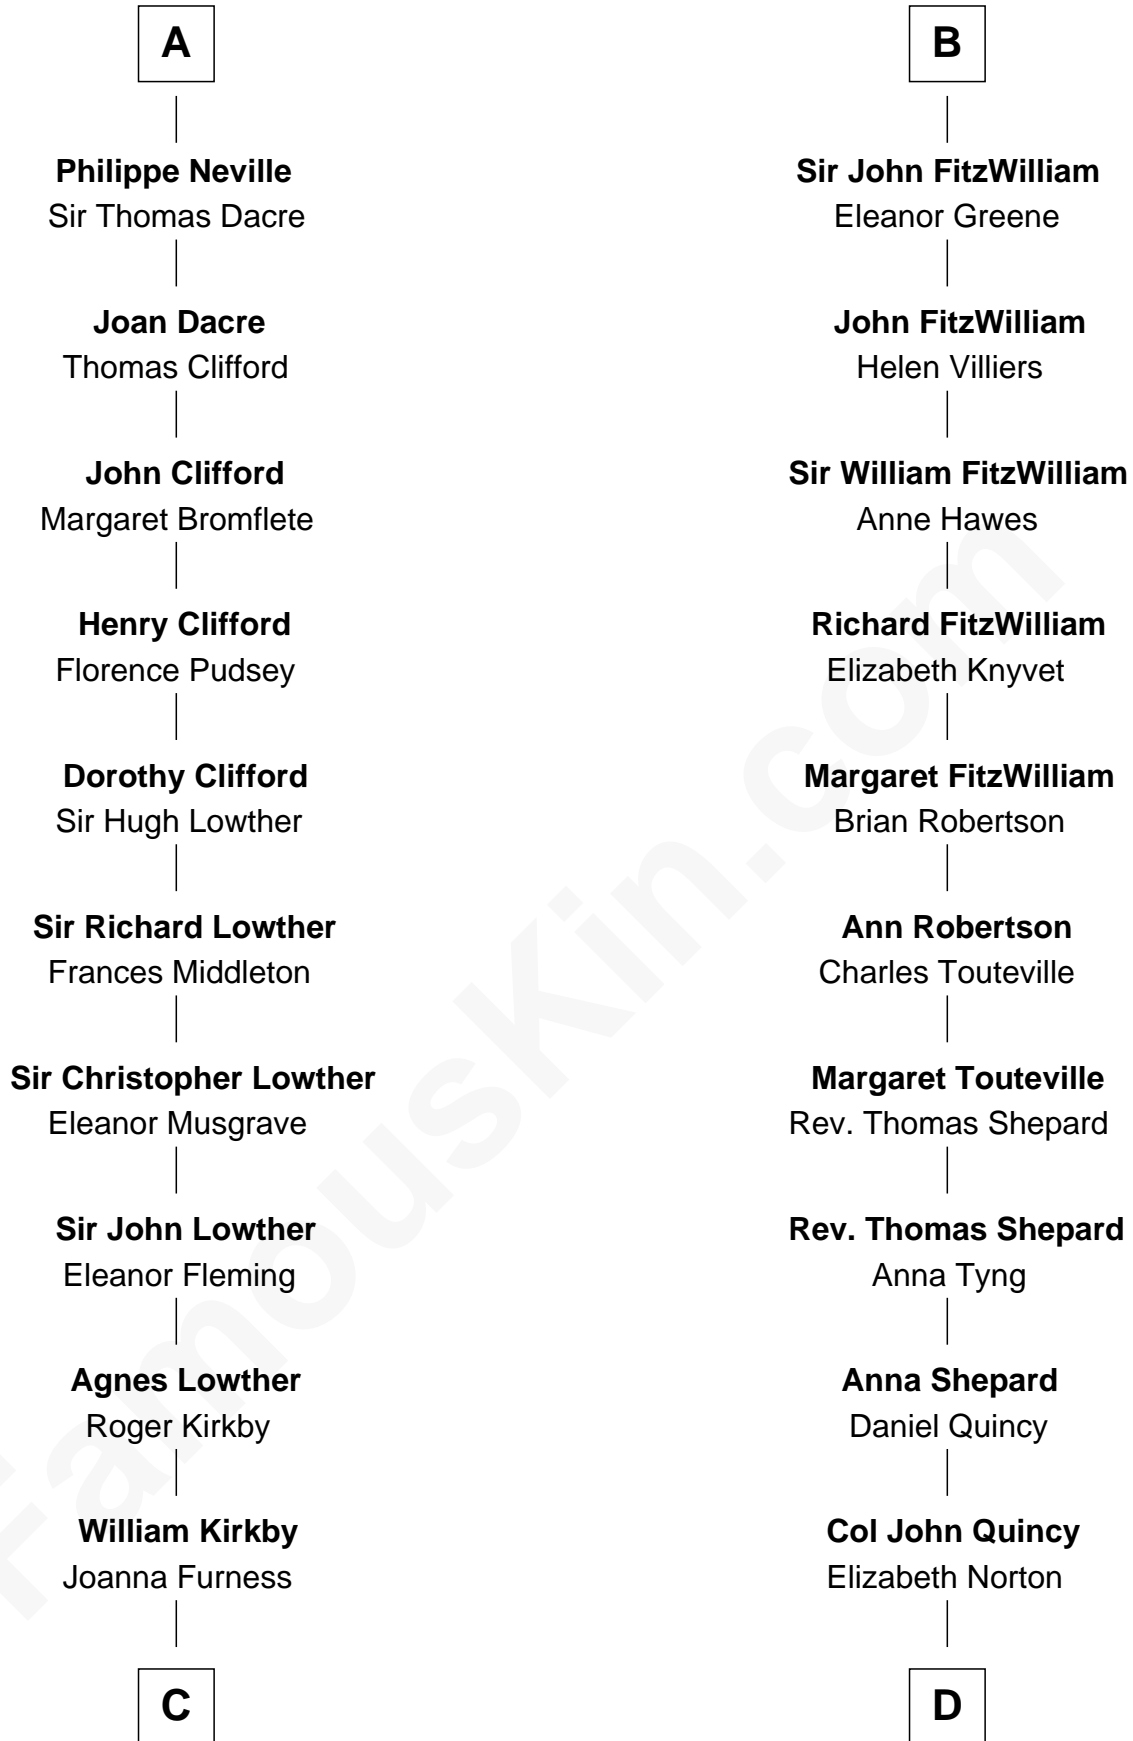 A
Philippe Neville
Sir Thomas Dacre
Joan Dacre
Thomas Clifford
John Clifford
Margaret Bromflete
Henry Clifford
Florence Pudsey
Dorothy Clifford
Sir Hugh Lowther
Sir Richard Lowther
Frances Middleton
Sir Christopher Lowther
Eleanor Musgrave
Sir John Lowther
Eleanor Fleming
Agnes Lowther
Roger Kirkby
William Kirkby
Joanna Furness
C
B
Sir John FitzWilliam
Eleanor Greene
John FitzWilliam
Helen Villiers
Sir William FitzWilliam
Anne Hawes
Richard FitzWilliam
Elizabeth Knyvet
Margaret FitzWilliam
Brian Robertson
Ann Robertson
Charles Touteville
Margaret Touteville
Rev. Thomas Shepard
Rev. Thomas Shepard
Anna Tyng
Anna Shepard
Daniel Quincy
Col John Quincy
Elizabeth Norton
D
FamousKin.com